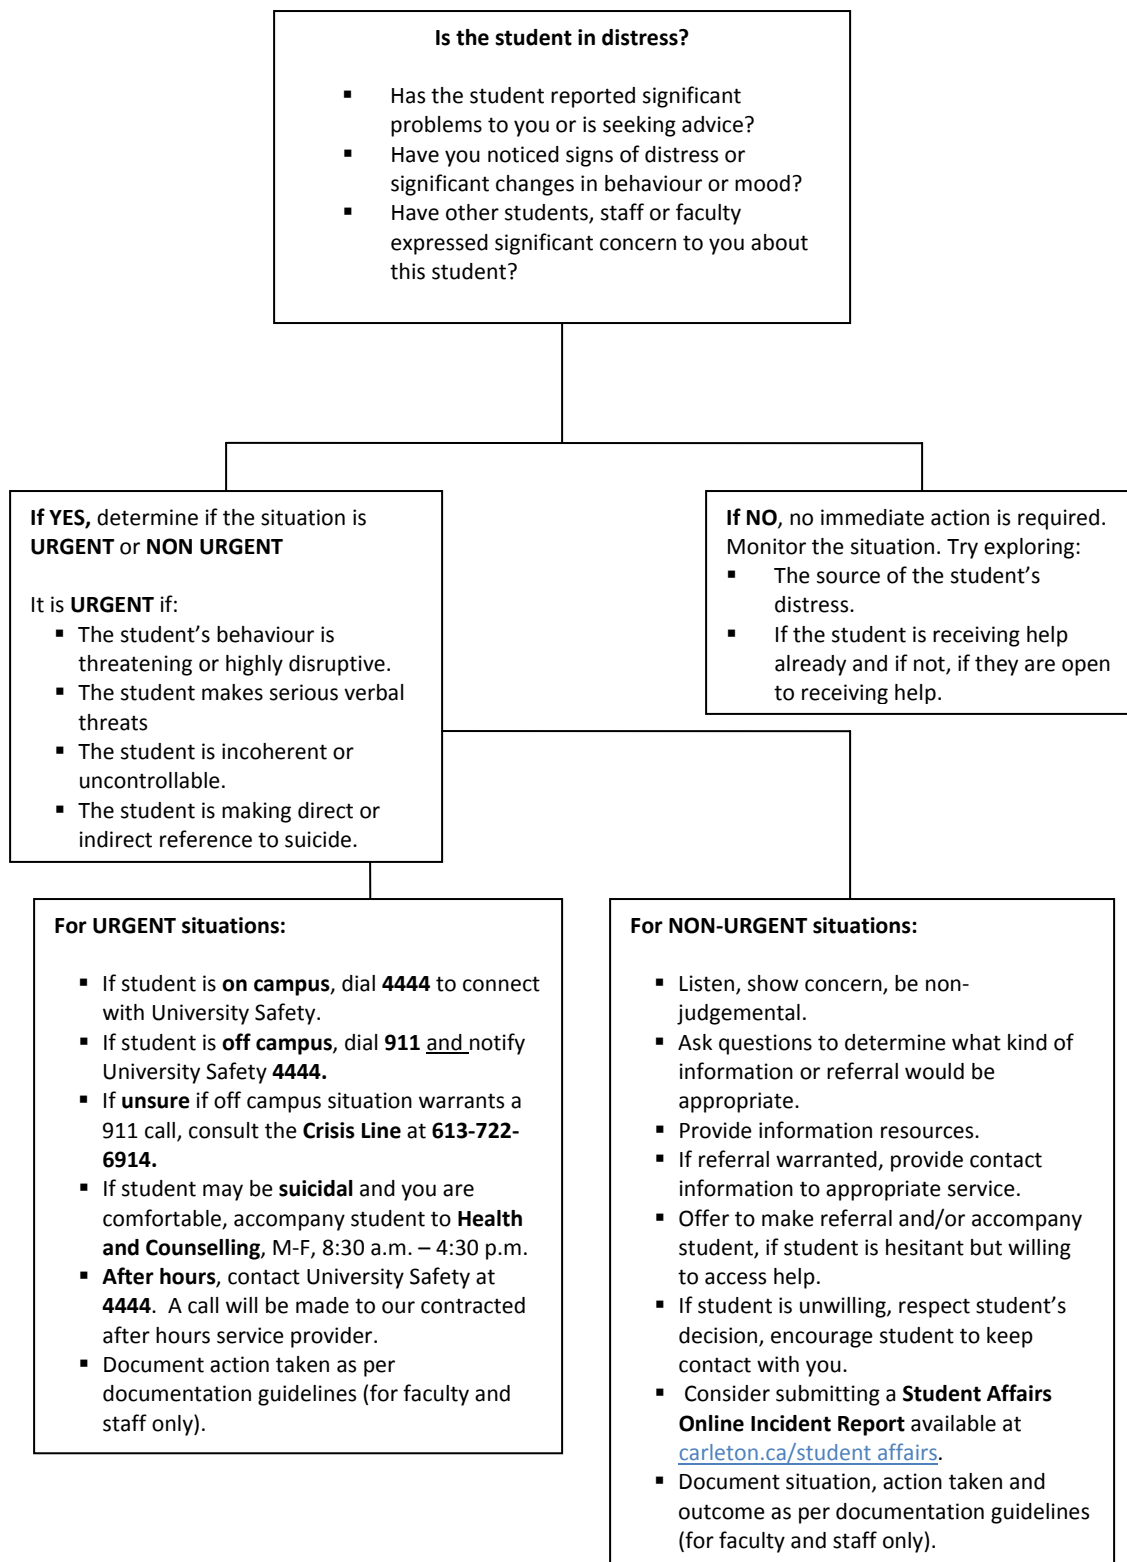 Is the student in distress?
▪ Has the student reported significant
problems to you or is seeking advice?
▪ Have you noticed signs of distress or
significant changes in behaviour or mood?
▪ Have other students, staff or faculty
expressed significant concern to you about
this student?
If YES, determine if the situation is
URGENT or NON URGENT
It is URGENT if:
▪ The student’s behaviour is
threatening or highly disruptive.
▪ The student makes serious verbal
threats
▪ The student is incoherent or
uncontrollable.
▪ The student is making direct or
indirect reference to suicide.
If NO, no immediate action is required.
Monitor the situation. Try exploring:
▪ The source of the student’s
distress.
▪ If the student is receiving help
already and if not, if they are open
to receiving help.
For URGENT situations:
▪ If student is on campus, dial 4444 to connect
with University Safety.
▪ If student is off campus, dial 911 and notify
University Safety 4444.
▪ If unsure if off campus situation warrants a
911 call, consult the Crisis Line at 613-722-
6914.
▪ If student may be suicidal and you are
comfortable, accompany student to Health
and Counselling, M-F, 8:30 a.m. – 4:30 p.m.
▪ After hours, contact University Safety at
4444. A call will be made to our contracted
after hours service provider.
▪ Document action taken as per
documentation guidelines (for faculty and
staff only).
For NON-URGENT situations:
▪ Listen, show concern, be non-
judgemental.
▪ Ask questions to determine what kind of
information or referral would be
appropriate.
▪ Provide information resources.
▪ If referral warranted, provide contact
information to appropriate service.
▪ Offer to make referral and/or accompany
student, if student is hesitant but willing
to access help.
▪ If student is unwilling, respect student’s
decision, encourage student to keep
contact with you.
▪ Consider submitting a Student Affairs
Online Incident Report available at
carleton.ca/student affairs.
▪ Document situation, action taken and
outcome as per documentation guidelines
(for faculty and staff only).